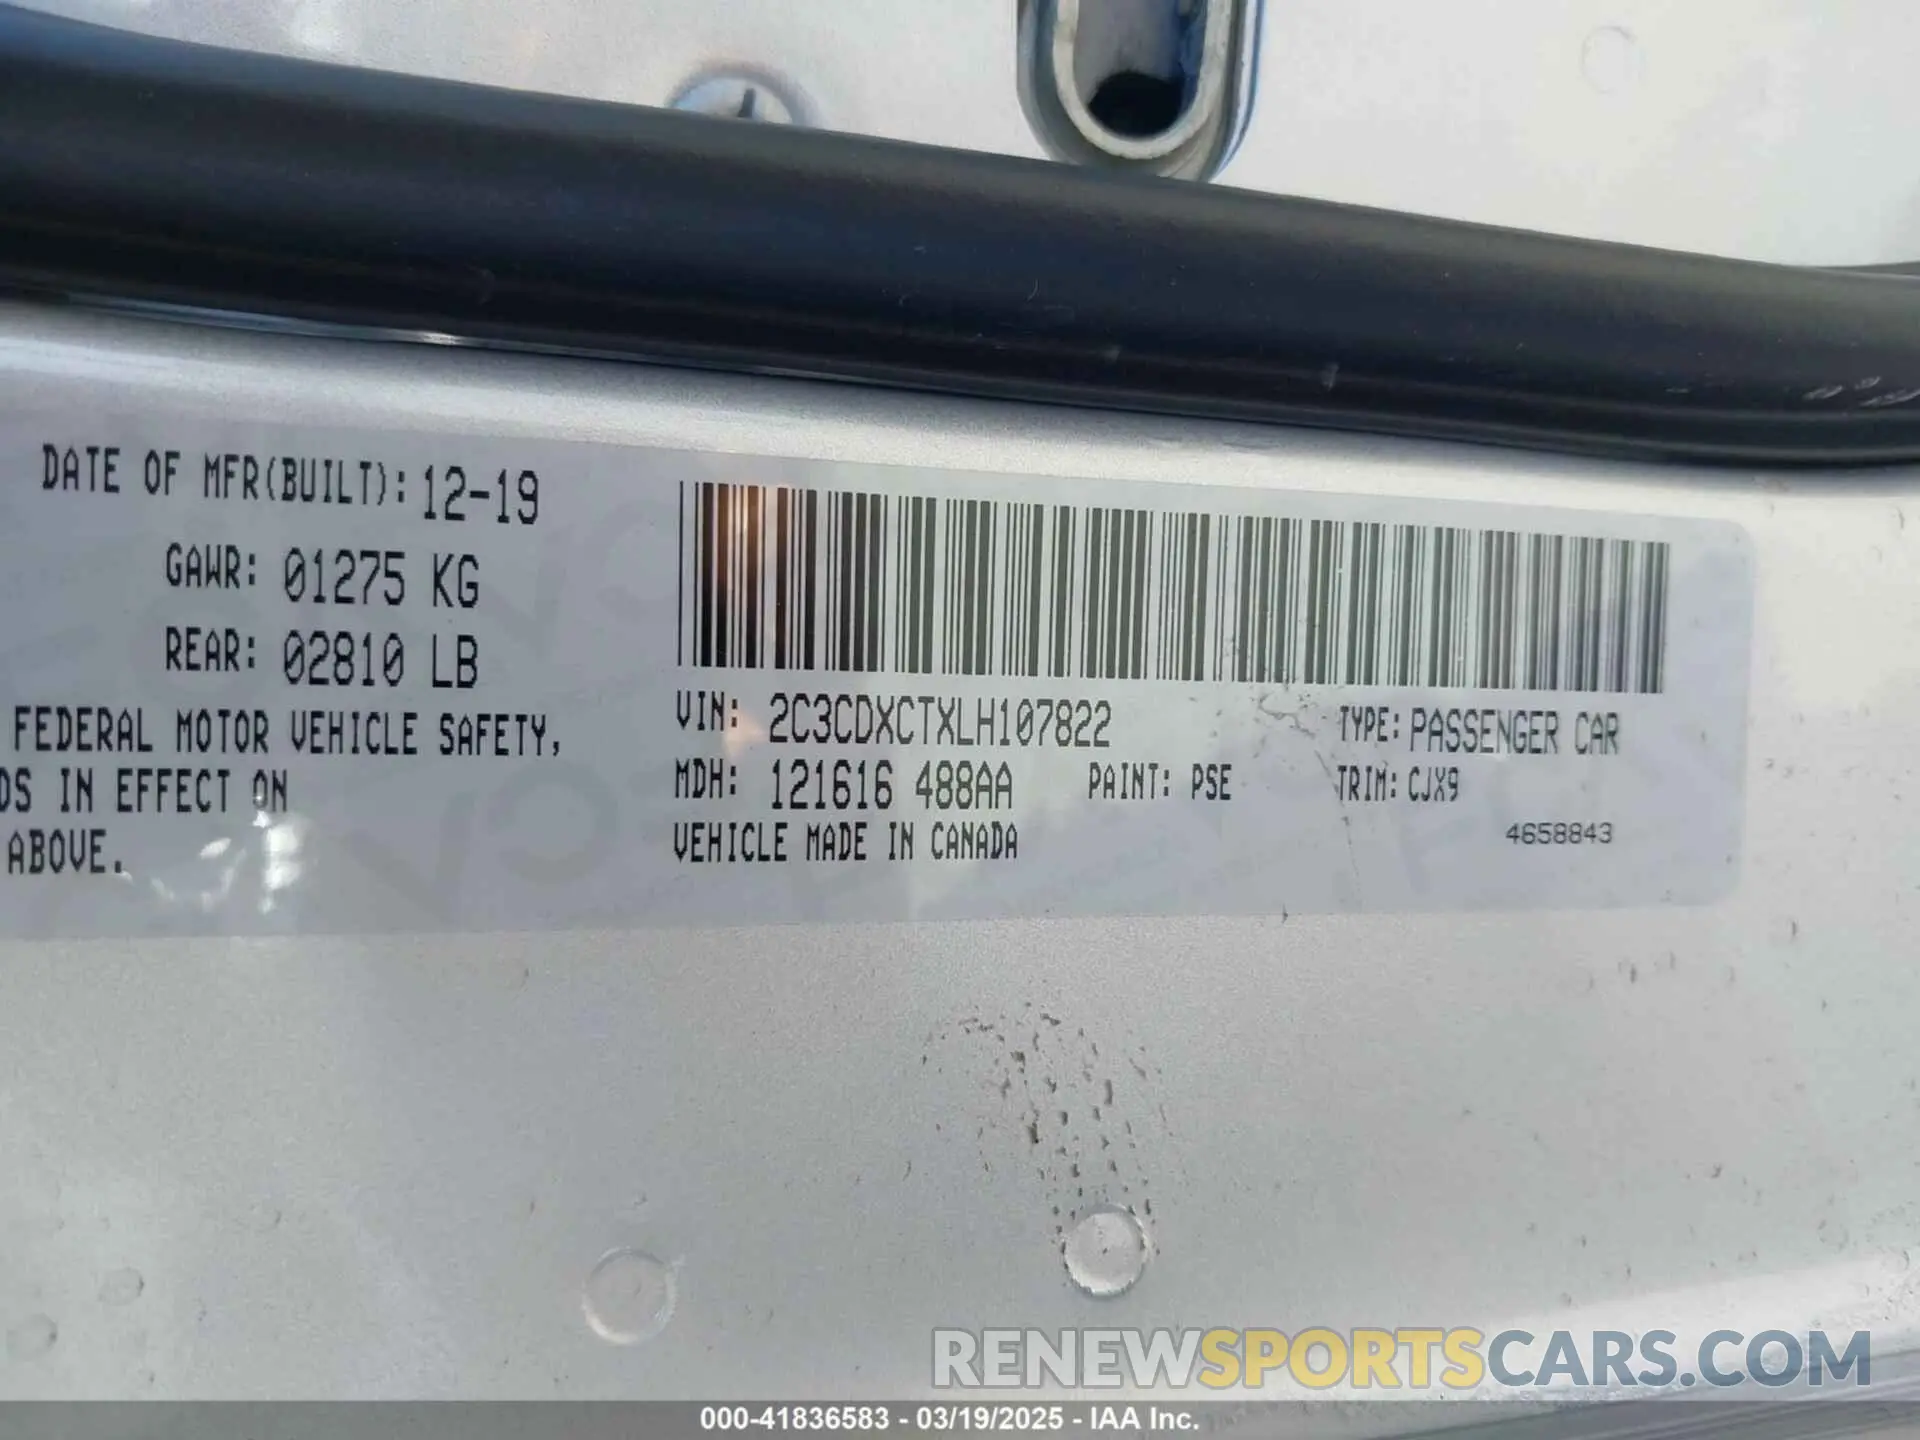 DATE OF MFR(BUILT): 12-19
GAWR: 01275 KG
REAR: 02810 LB
FEDERAL MOTOR VEHICLE SAFETY,
DS IN EFFECT ON
ABOVE.
VIN: 2C3CDXCTXLH107822
TYPE: PASSENGER CAR
MDH: 121616 488AA
PAINT: PSE
TRIM: CJX9
VEHICLE MADE IN CANADA
4658843
RENEWSPORTSCARS.COM
000-41836583 - 03/19/2025 - IAA Inc.